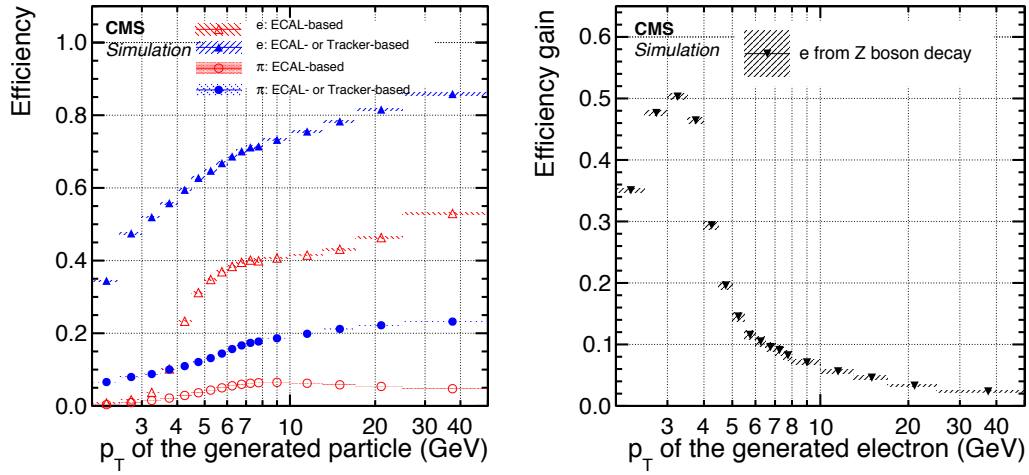 CMS
Simulation
e: ECAL-based
e: ECAL- or Tracker-based
π: ECAL-based
π: ECAL- or Tracker-based
Efficiency
1.0
0.8
0.6
0.4
0.2
0.0
3 4 5 6 7 10 20 30 40
p_T of the generated particle (GeV)
CMS
Simulation
e from Z boson decay
Efficiency gain
0.6
0.5
0.4
0.3
0.2
0.1
0.0
3 4 5 6 7 8 10 20 30 40
p_T of the generated electron (GeV)